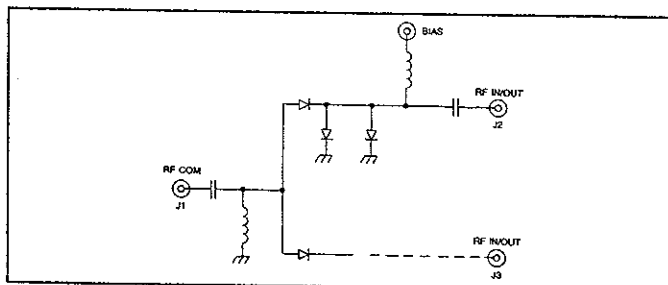 BIAS
RF IN/OUT
J2
RF COM
J1
RF IN/OUT
J3